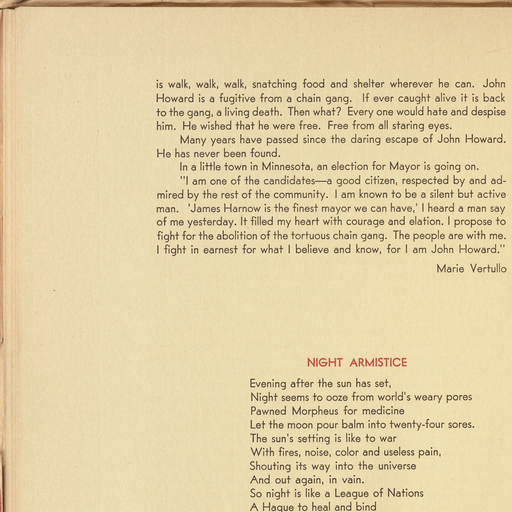 is walk, walk, walk, snatching food and shelter wherever he can. John
Howard is a fugitive from a chain gang. If ever caught alive it is back
to the gang, a living death. Then what? Every one would hate and despise
him. He wished that he were free. Free from all staring eyes.
Many years have passed since the daring escape of John Howard.
He has never been found.
In a little town in Minnesota, an election for Mayor is going on.
"I am one of the candidates—a good citizen, respected by and ad-
mired by the rest of the community. I am known to be a silent but active
man. 'James Harnow is the finest mayor we can have,' I heard a man say
of me yesterday. It filled my heart with courage and elation. I propose to
fight for the abolition of the tortuous chain gang. The people are with me.
I fight in earnest for what I believe and know, for I am John Howard."
Marie Vertullo
NIGHT ARMISTICE
Evening after the sun has set,
Night seems to ooze from world's weary pores
Pawned Morpheus for medicine
Let the moon pour balm into twenty-four sores.
The sun's setting is like to war
With fires, noise, color and useless pain,
Shouting its way into the universe
And out again, in vain.
So night is like a League of Nations
A Hague to heal and bind